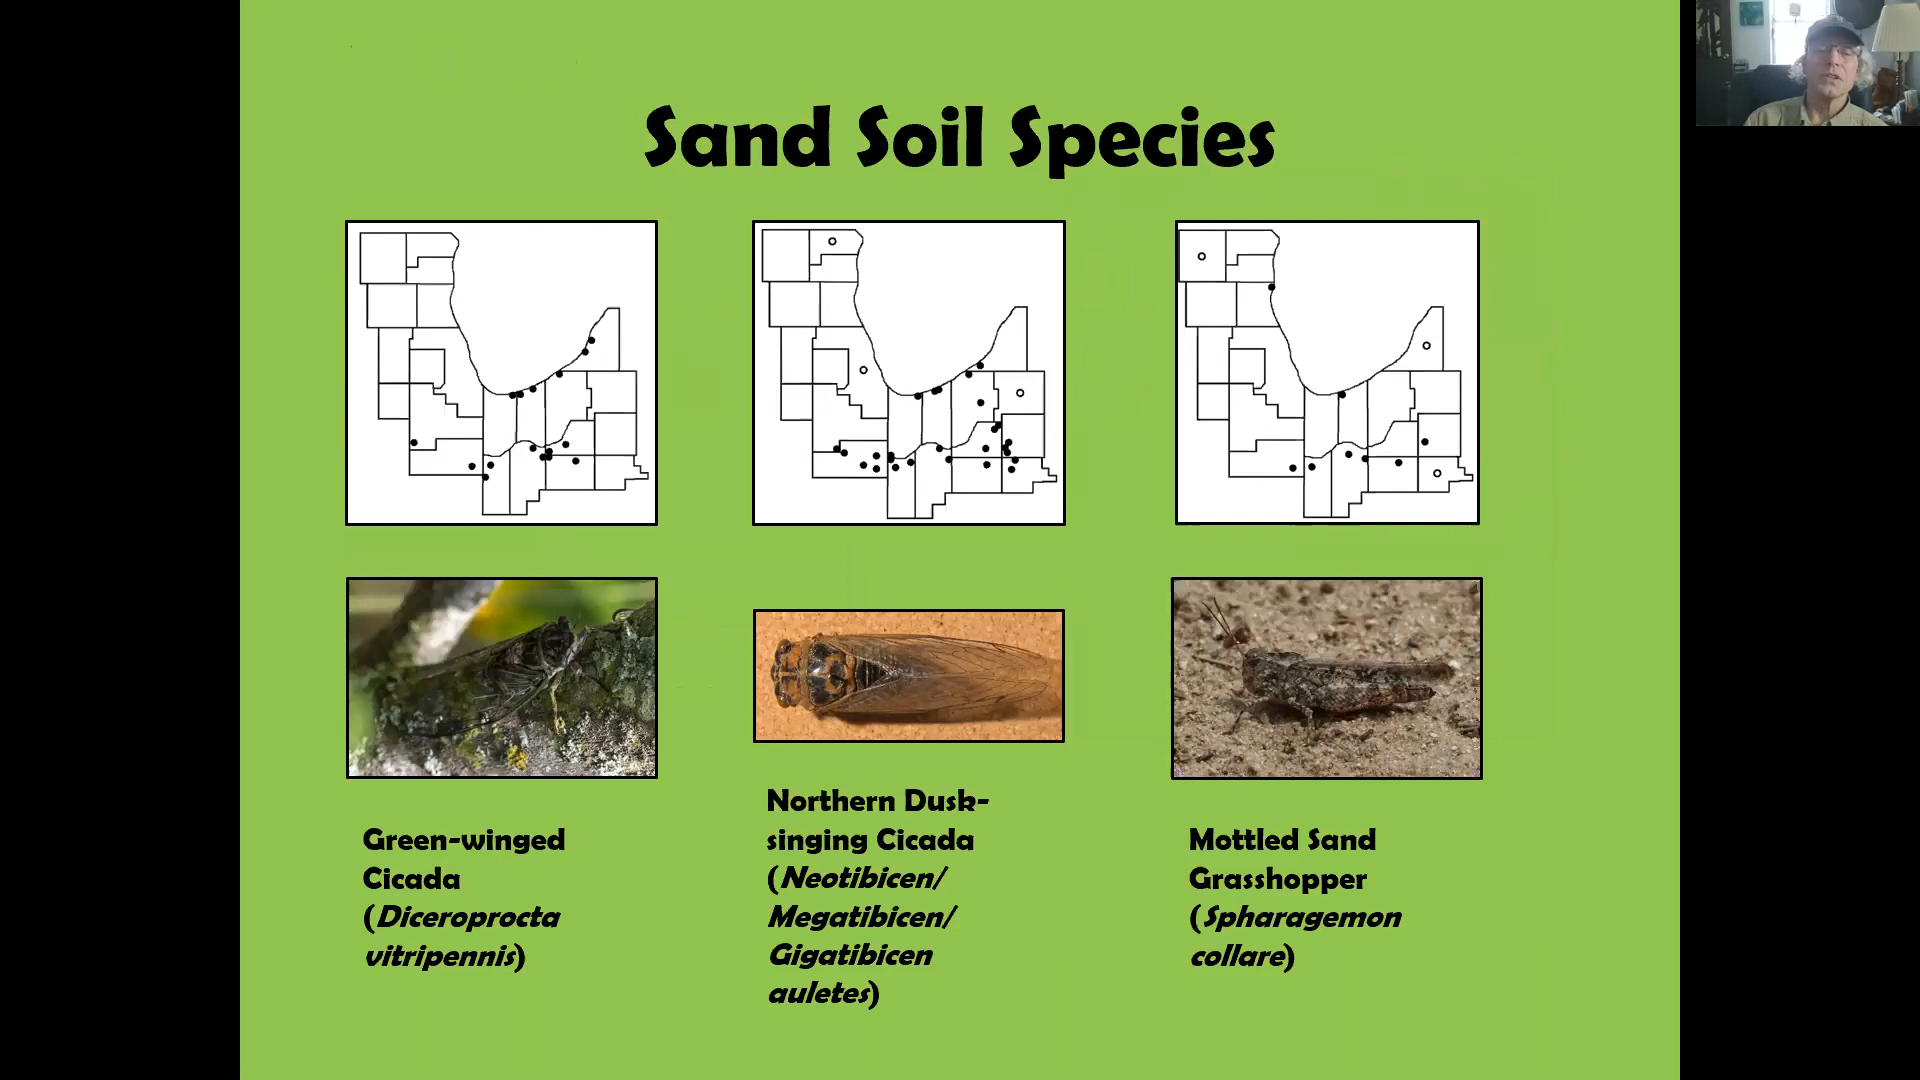 Sand Soil Species
Green-winged
Cicada
(Diceroprocta
vitripennis)
Northern Dusk-
singing Cicada
(Neotibicen/
Megatibicen/
Gigatibicen
auletes)
Mottled Sand
Grasshopper
(Spharagemon
collare)